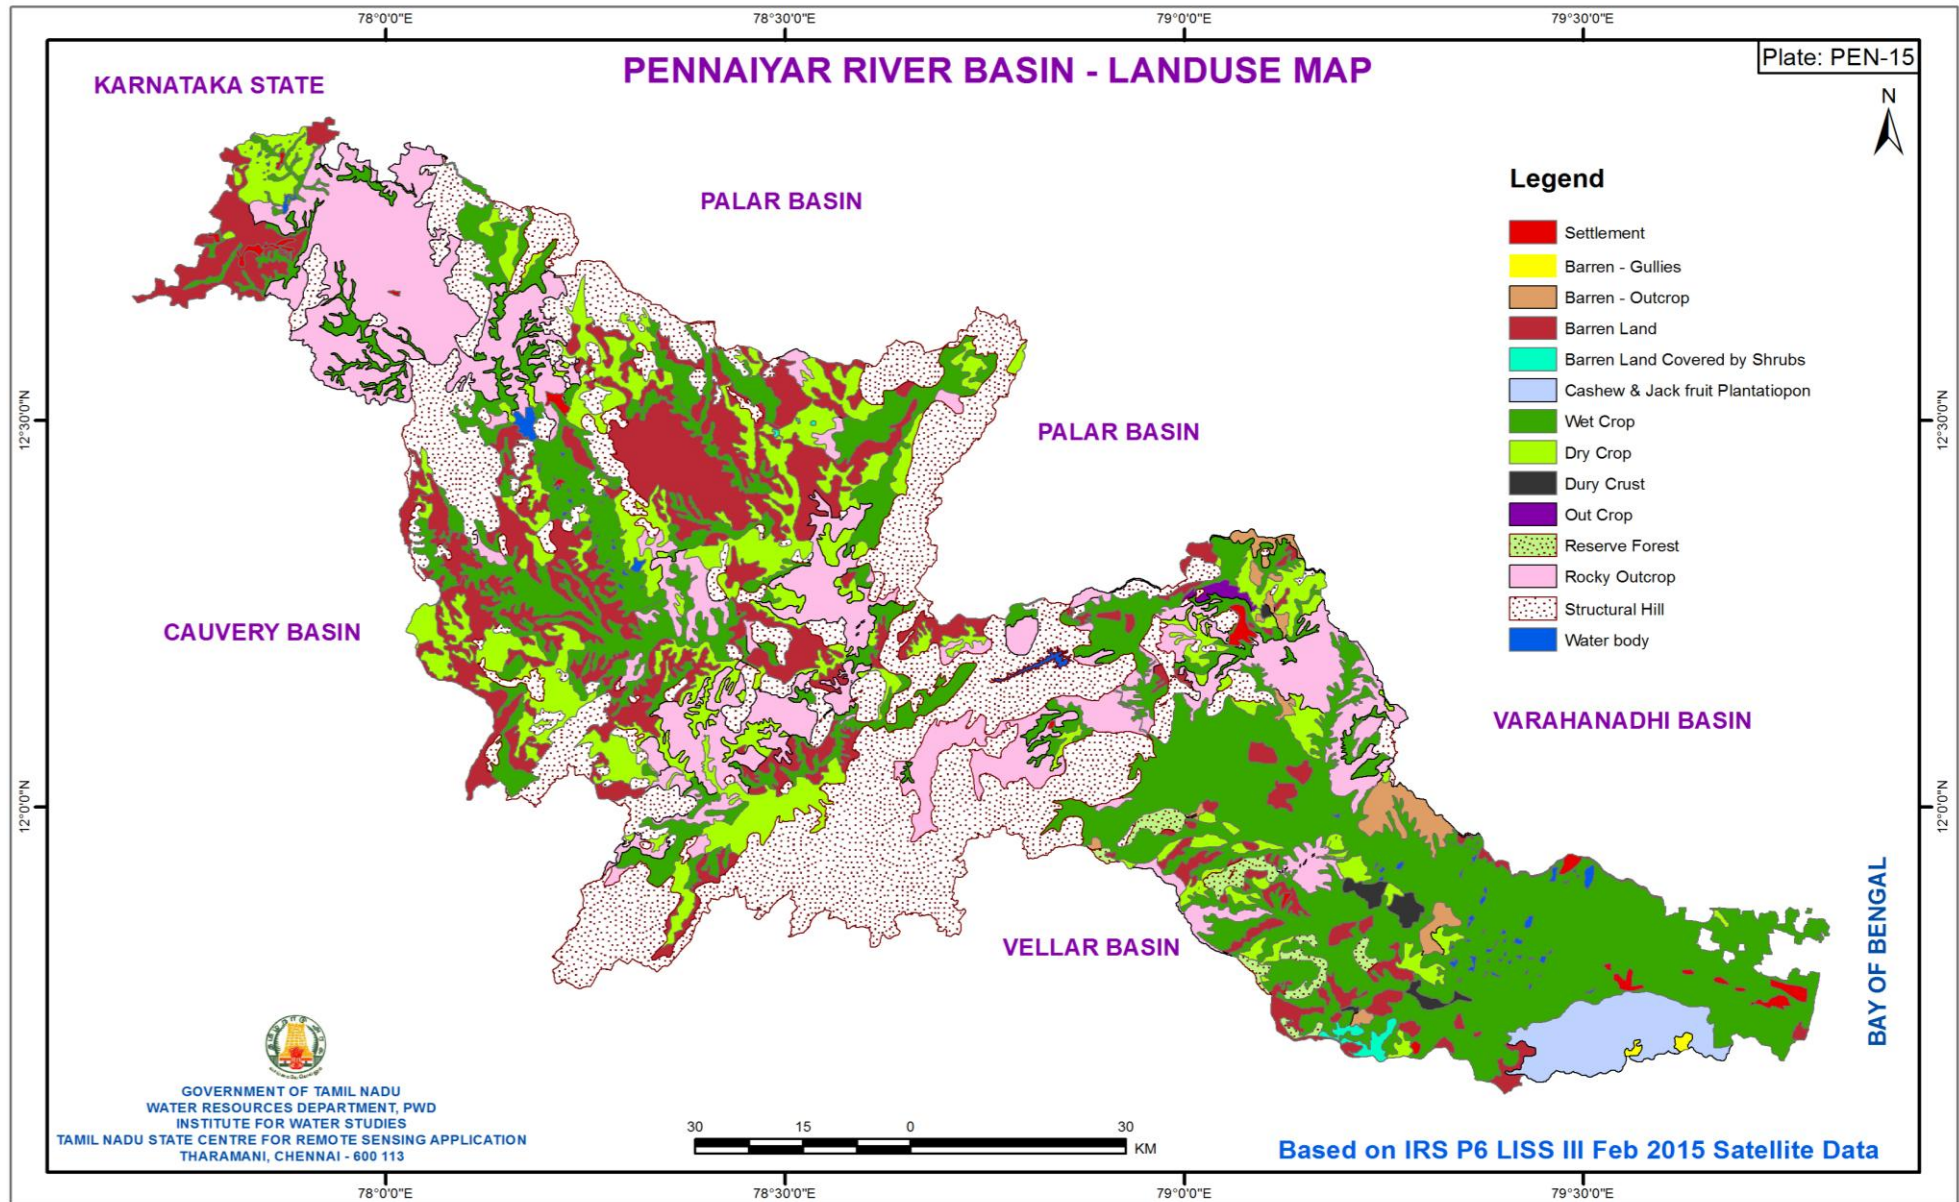 78°0'0"E
78°30'0"E
79°0'0"E
79°30'0"E
PENNAIYAR RIVER BASIN - LANDUSE MAP
Plate: PEN-15
KARNATAKA STATE
N
PALAR BASIN
Legend
Settlement
Barren - Gullies
Barren - Outcrop
Barren Land
Barren Land Covered by Shrubs
Cashew & Jack fruit Plantatiopon
Wet Crop
Dry Crop
Dury Crust
Out Crop
Reserve Forest
Rocky Outcrop
Structural Hill
Water body
12°30'0"N
12°30'0"N
PALAR BASIN
CAUVERY BASIN
VARAHANADHI BASIN
12°0'0"N
12°0'0"N
VELLAR BASIN
BAY OF BENGAL
GOVERNMENT OF TAMIL NADU
WATER RESOURCES DEPARTMENT, PWD
INSTITUTE FOR WATER STUDIES
TAMIL NADU STATE CENTRE FOR REMOTE SENSING APPLICATION
THARAMANI, CHENNAI - 600 113
30 15 0 30
KM
Based on IRS P6 LISS III Feb 2015 Satellite Data
78°0'0"E
78°30'0"E
79°0'0"E
79°30'0"E